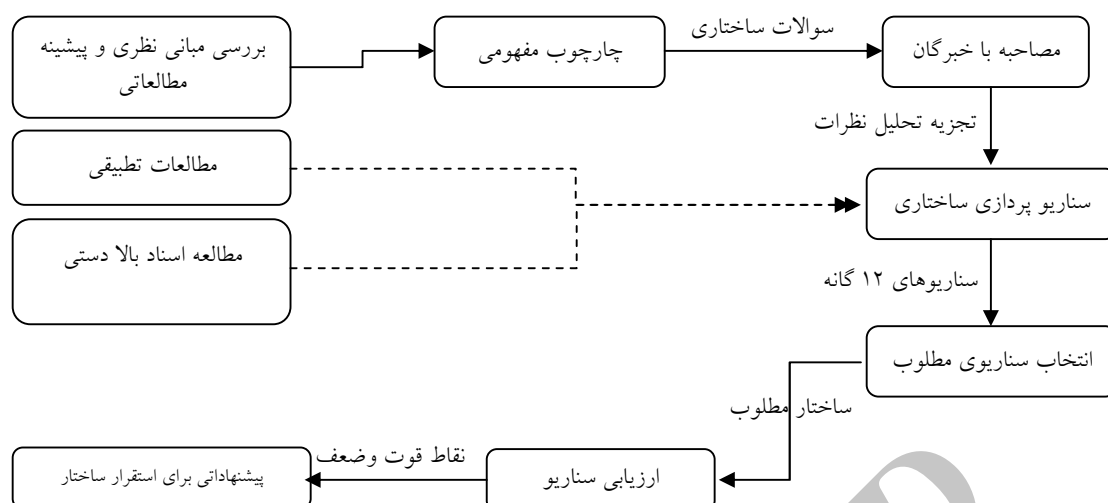 بررسی مبانی نظری و پیشینه
مطالعاتی
چارچوب مفهومی
سوالات ساختاری
مصاحبه با خبرگان
تجزیه تحلیل نظرات
مطالعات تطبیقی
سناریو پردازی ساختاری
مطالعه اسناد بالا دستی
سناریوهای ۱۲ گانه
انتخاب سناریوی مطلوب
ساختار مطلوب
ارزیابی سناریو
نقاط قوت وضعف
پیشنهاداتی برای استقرار ساختار